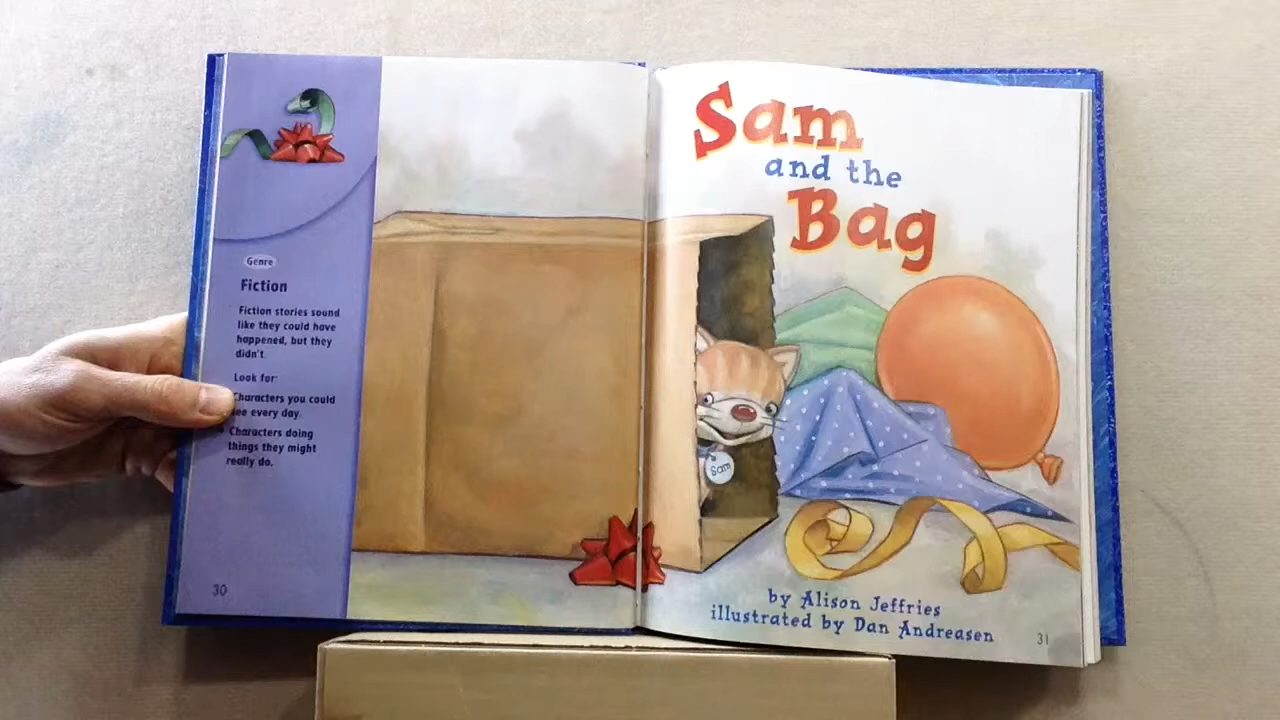 Genre
Fiction
Fiction stories sound
like they could have
happened, but they
didn't.
Look for:
Characters you could
see every day.
Characters doing
things they might
really do.
30
Sam
and the
Bag
Sam
by Alison Jeffries
illustrated by Dan Andreasen
31